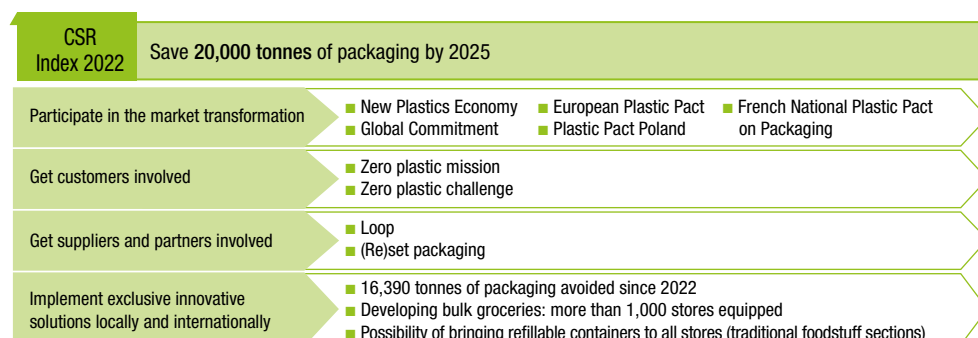 CSR
Index 2022
Save 20,000 tonnes of packaging by 2025
Participate in the market transformation
■ New Plastics Economy
■ Global Commitment
■ European Plastic Pact
■ Plastic Pact Poland
■ French National Plastic Pact
on Packaging
Get customers involved
■ Zero plastic mission
■ Zero plastic challenge
Get suppliers and partners involved
■ Loop
■ (Re)set packaging
Implement exclusive innovative
solutions locally and internationally
■ 16,390 tonnes of packaging avoided since 2022
■ Developing bulk groceries: more than 1,000 stores equipped
■ Possibility of bringing refillable containers to all stores (traditional foodstuff sections)